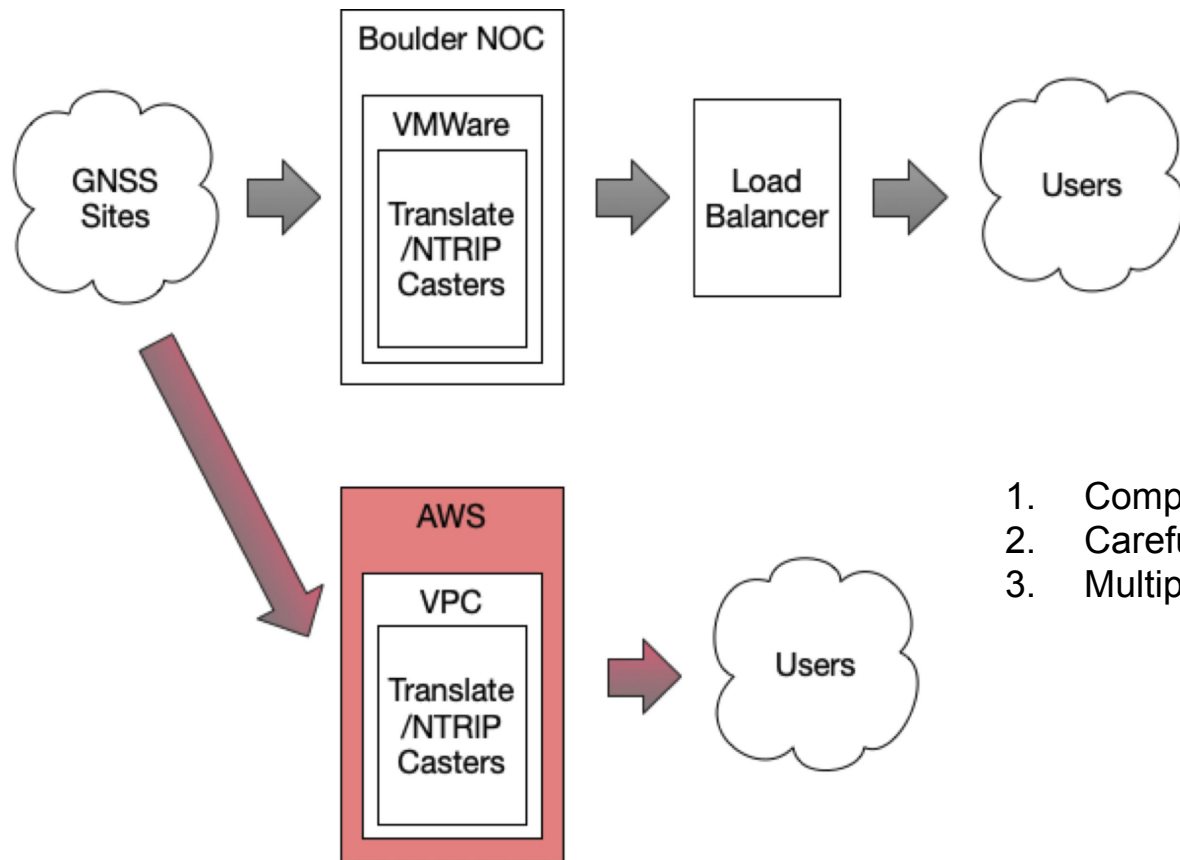 Boulder NOC
VMWare
Translate
/NTRIP
Casters
GNSS
Sites
Load
Balancer
Users
AWS
VPC
Translate
/NTRIP
Casters
Users
1.
2.
3.